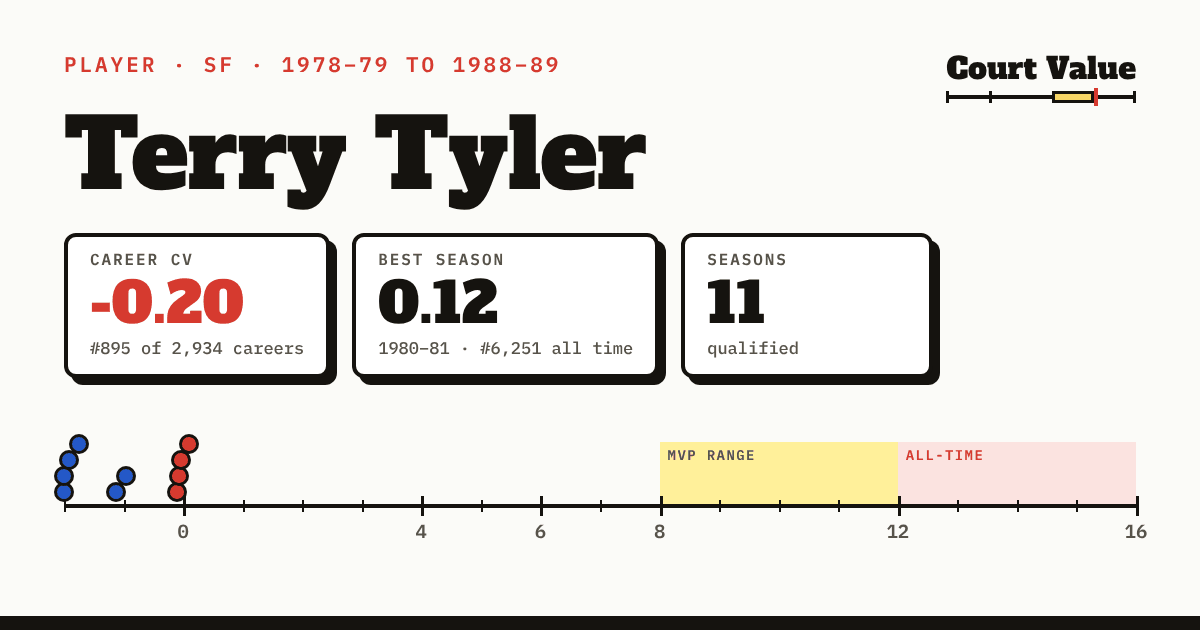 PLAYER · SF · 1978–79 TO 1988–89
Court Value
Terry Tyler
CAREER CV
-0.20
#895 of 2,934 careers
BEST SEASON
0.12
1980–81 · #6,251 all time
SEASONS
11
qualified
MVP RANGE
ALL-TIME
0 4 6 8 12 16